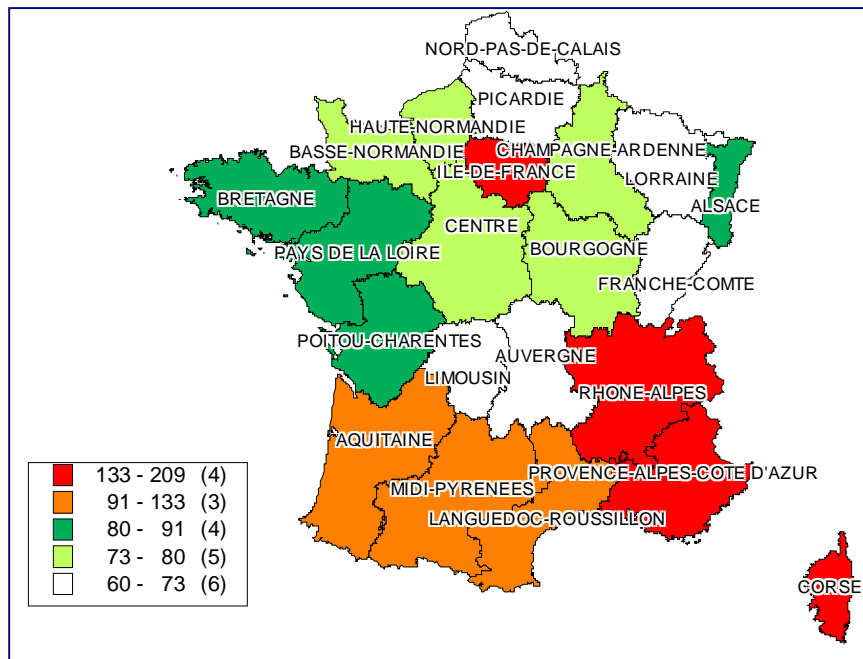 NORD-PAS-DE-CALAIS
PICARDIE
HAUTE-NORMANDIE
BASSE-NORMANDIE
CHAMPAGNE-ARDENNE
ILE-DE-FRANCE
LORRAINE
BRETAGNE
ALSACE
CENTRE
BOURGOGNE
PAYS DE LA LOIRE
FRANCHE-COMTE
POITOU-CHARENTES
AUVERGNE
LIMOUSIN
RHONE-ALPES
AQUITAINE
PROVENCE-ALPES-COTE D'AZUR
MIDI-PYRENEES
LANGUEDOC-ROUSSILLON
CORSE
133 - 209 (4)
91 - 133 (3)
80 - 91 (4)
73 - 80 (5)
60 - 73 (6)